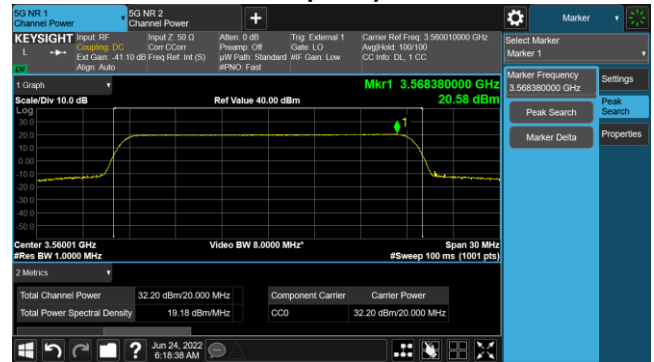 5G NR 1
Channel Power
5G NR 2
Channel Power
Marker
KEYSIGHT
L
Input: RF
Coupling: DC
Ext Gain: -41.10 dB
Align: Auto
Input Z: 50 Ω
Corr CCorr
Freq Ref: Int (S)
Atten: 0 dB
Preamp: Off
µW Path: Standard
#PNO: Fast
Trig: External 1
Gate: LO
#IF Gain: Low
Carrier Ref Freq: 3.560010000 GHz
Avg|Hold: 100/100
CC Info: DL, 1 CC
Select Marker
Marker 1
1 Graph
Mkr1 3.568380000 GHz
20.58 dBm
Scale/Div 10.0 dB
Ref Value 40.00 dBm
Log
30.0
20.0
10.0
0.00
-10.0
-20.0
-30.0
-40.0
-50.0
1
Center 3.56001 GHz
#Res BW 1.0000 MHz
Video BW 8.0000 MHz*
Span 30 MHz
#Sweep 100 ms (1001 pts)
Marker Frequency
3.568380000 GHz
Peak Search
Marker Delta
Settings
Peak
Search
Properties
2 Metrics
Total Channel Power 32.20 dBm/20.000 MHz
Total Power Spectral Density 19.18 dBm/MHz
Component Carrier Carrier Power
CC0 32.20 dBm/20.000 MHz
?
Jun 24, 2022
6:18:38 AM